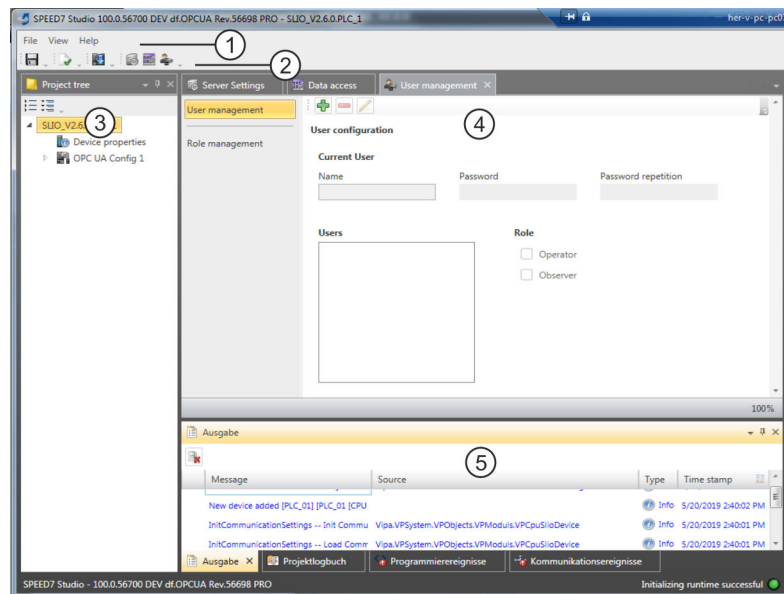 SPEED7 Studio 100.0.56700 DEV df.OPCUA Rev.56698 PRO - SLIO_V2.6.0.PLC_1
her-v-pc-pc07
File View Help
1
2
Project tree
Server Settings
Data access
User management
3
SLIO_V2.6.
Device properties
OPC UA Config 1
User management
Role management
4
User configuration
Current User
Name Password Password repetition
Users Role
Operator
Observer
100%
Ausgabe
5
Message Source Type Time stamp
New device added [PLC_01] [PLC_01 [CPU Info 5/20/2019 2:40:02 PM
InitCommunicationSettings -- Init Commu Vipa.VPSystem.VPObjects.VPModuls.VPCpuSlioDevice Info 5/20/2019 2:40:01 PM
InitCommunicationSettings -- Load Comm Vipa.VPSystem.VPObjects.VPModuls.VPCpuSlioDevice Info 5/20/2019 2:40:01 PM
Ausgabe Projektlogbuch Programmierereignisse Kommunikationsereignisse
SPEED7 Studio - 100.0.56700 DEV df.OPCUA Rev.56698 PRO Initializing runtime successful